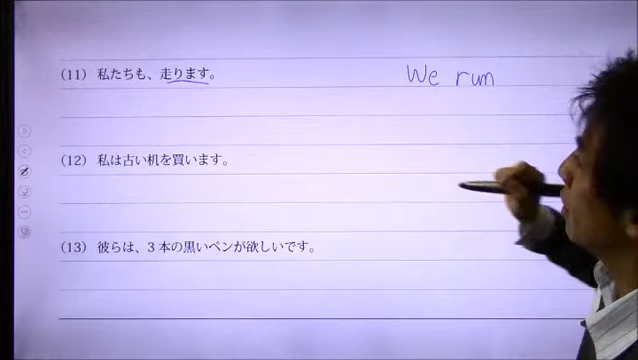 (11) 私たちも、走ります。 We run
(12) 私は古い机を買います。
(13) 彼らは、3本の黒いペンが欲しいです。